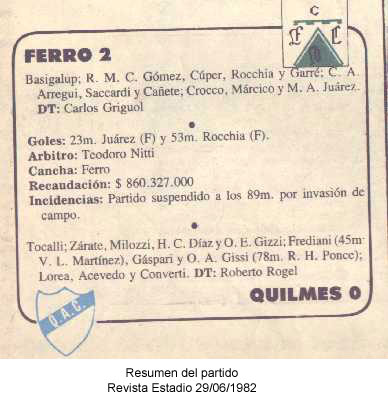 C
F C
O
FERRO 2
Basigalup; R. M. C. Gómez, Cúper, Rocchia y Garré; C. A.
Arregui, Saccardi y Cañete; Crocco, Márcico y M. A. Juárez.
DT: Carlos Griguol
Goles: 23m. Juárez (F) y 53m. Rocchia (F).
Arbitro: Teodoro Nitti
Cancha: Ferro
Recaudación: $ 860.327.000
Incidencias: Partido suspendido a los 89m. por invasión de
campo.
Tocalli; Zárate, Milozzi, H. C. Díaz y O. E. Gizzi; Frediani (45m·
V. L. Martínez), Gáspari y O. A. Gissi (78m. R. H. Ponce);
Lorea, Acevedo y Converti. DT: Roberto Rogel
QUILMES 0
Q.A.C.
Resumen del partido
Revista Estadio 29/06/1982